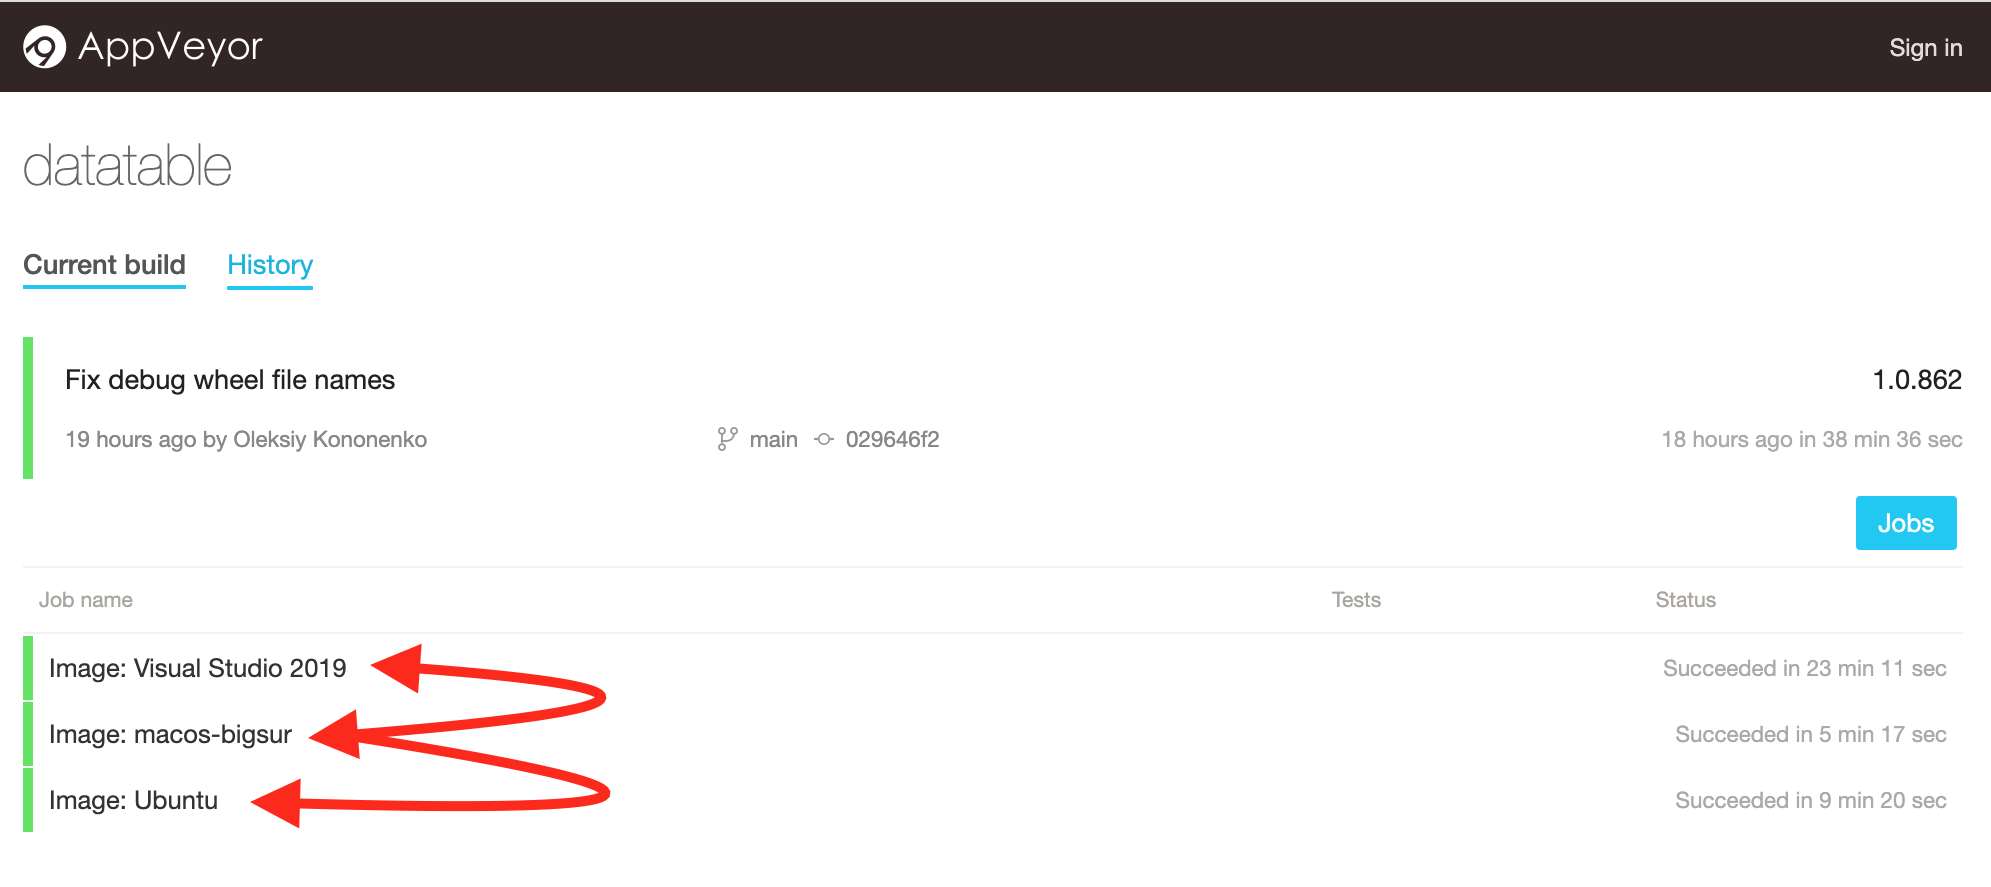 AppVeyor Sign in
datatable
Current build History
Fix debug wheel file names 1.0.862
19 hours ago by Oleksiy Kononenko main 029646f2 18 hours ago in 38 min 36 sec
Jobs
Job name Tests Status
Image: Visual Studio 2019 Succeeded in 23 min 11 sec
Image: macos-bigsur Succeeded in 5 min 17 sec
Image: Ubuntu Succeeded in 9 min 20 sec